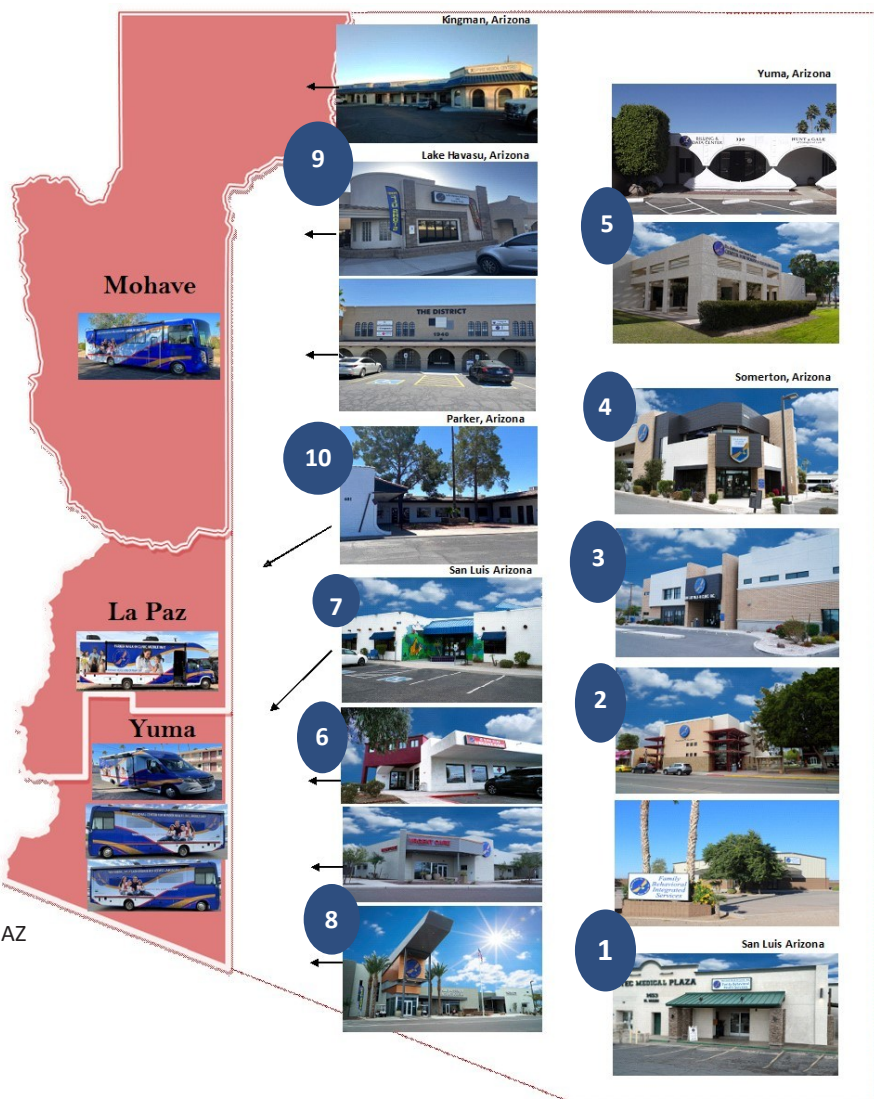 Kingman, Arizona
Yuma, Arizona
9
Lake Havasu, Arizona
5
Mohave
THE DISTRICT
Somerton, Arizona
4
Parker, Arizona
10
3
San Luis Arizona
7
La Paz
2
Yuma
6
URGENT CARE
Family
Behavioral
Integrated
Services
8
AZ
1
San Luis Arizona
MEDICAL PLAZA